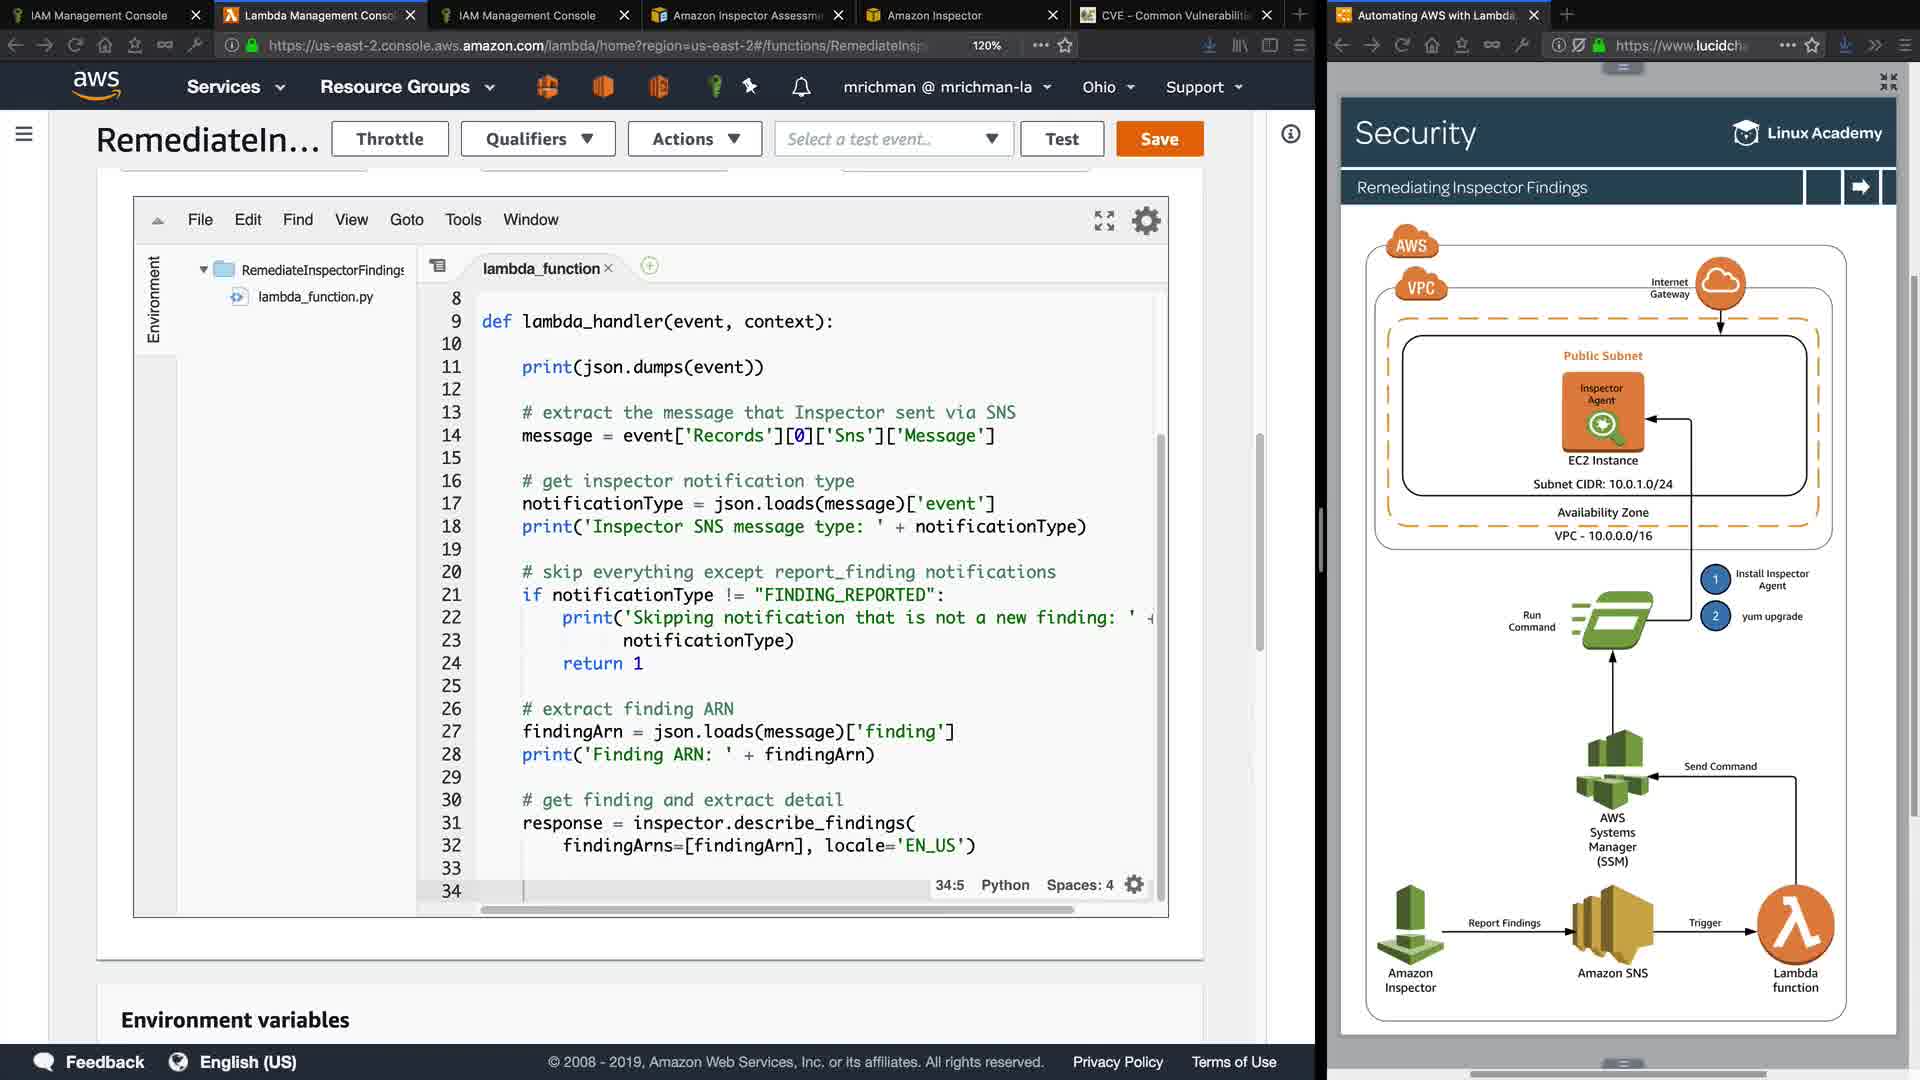 IAM Management Console
Lambda Management Conso
IAM Management Console
Amazon Inspector Assessm
Amazon Inspector
CVE - Common Vulnerabiliti
Automating AWS with Lambda,
https://us-east-2.console.aws.amazon.com/lambda/home?region=us-east-2#/functions/RemediateInsp
120%
https://www.lucidch
aws
Services
Resource Groups
mrichman @ mrichman-la
Ohio
Support
RemediateIn...
Throttle
Qualifiers
Actions
Select a test event..
Test
Save
File Edit Find View Goto Tools Window
Environment
RemediateInspectorFindings
lambda_function.py
lambda_function
8
9 def lambda_handler(event, context):
10
11 print(json.dumps(event))
12
13 # extract the message that Inspector sent via SNS
14 message = event['Records'][0]['Sns']['Message']
15
16 # get inspector notification type
17 notificationType = json.loads(message)['event']
18 print('Inspector SNS message type: ' + notificationType)
19
20 # skip everything except report_finding notifications
21 if notificationType != "FINDING_REPORTED":
22 print('Skipping notification that is not a new finding: ' +
23 notificationType)
24 return 1
25
26 # extract finding ARN
27 findingArn = json.loads(message)['finding']
28 print('Finding ARN: ' + findingArn)
29
30 # get finding and extract detail
31 response = inspector.describe_findings(
32 findingArns=[findingArn], locale='EN_US')
33
34
34:5 Python Spaces: 4
Environment variables
Feedback
English (US)
© 2008 - 2019, Amazon Web Services, Inc. or its affiliates. All rights reserved.
Privacy Policy
Terms of Use
Security
Linux Academy
Remediating Inspector Findings
AWS
VPC
Internet
Gateway
Public Subnet
Inspector
Agent
EC2 Instance
Subnet CIDR: 10.0.1.0/24
Availability Zone
VPC - 10.0.0.0/16
1
Install Inspector
Agent
2
yum upgrade
Run
Command
Send Command
AWS
Systems
Manager
(SSM)
Report Findings
Trigger
Amazon
Inspector
Amazon SNS
Lambda
function